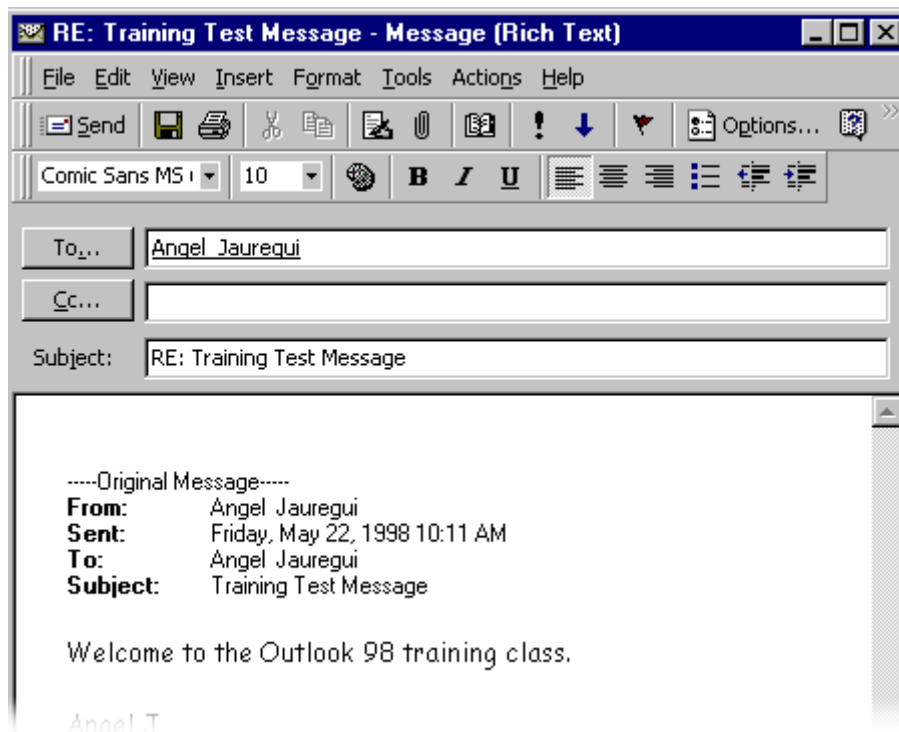 RE: Training Test Message - Message (Rich Text)
File Edit View Insert Format Tools Actions Help
Send Options...
Comic Sans MS 10 B I U
To... Angel Jauregui
Cc...
Subject: RE: Training Test Message
-----Original Message-----
From: Angel Jauregui
Sent: Friday, May 22, 1998 10:11 AM
To: Angel Jauregui
Subject: Training Test Message
Welcome to the Outlook 98 training class.
Angel J